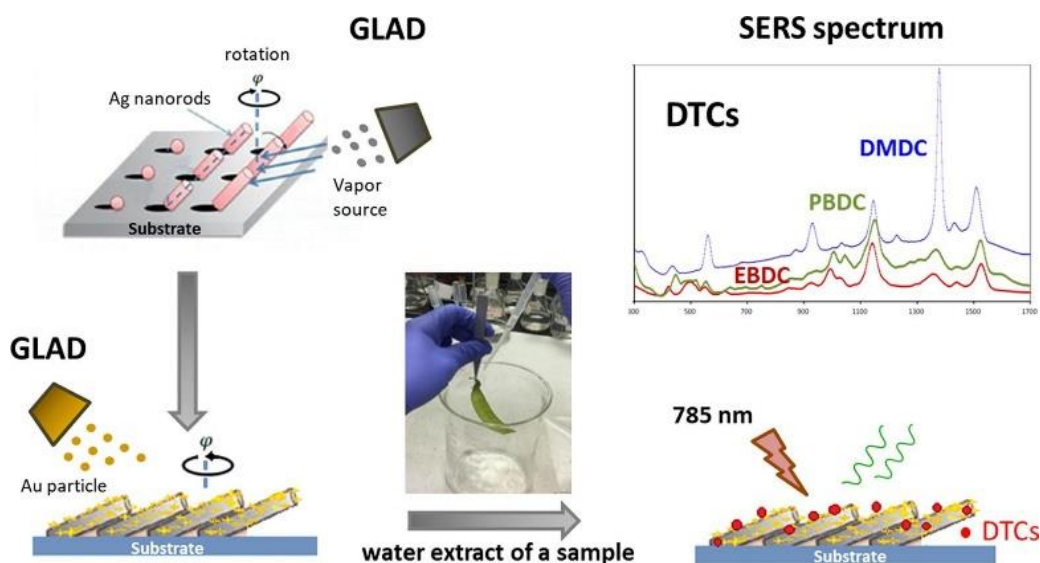 GLAD
rotation
φ
Ag nanorods
Vapor
source
Substrate
GLAD
Au particle
φ
Substrate
water extract of a sample
SERS spectrum
DTCs
DMDC
PBDC
EBDC
500
700
900
1100
1300
1500
1700
785 nm
DTCs
Substrate